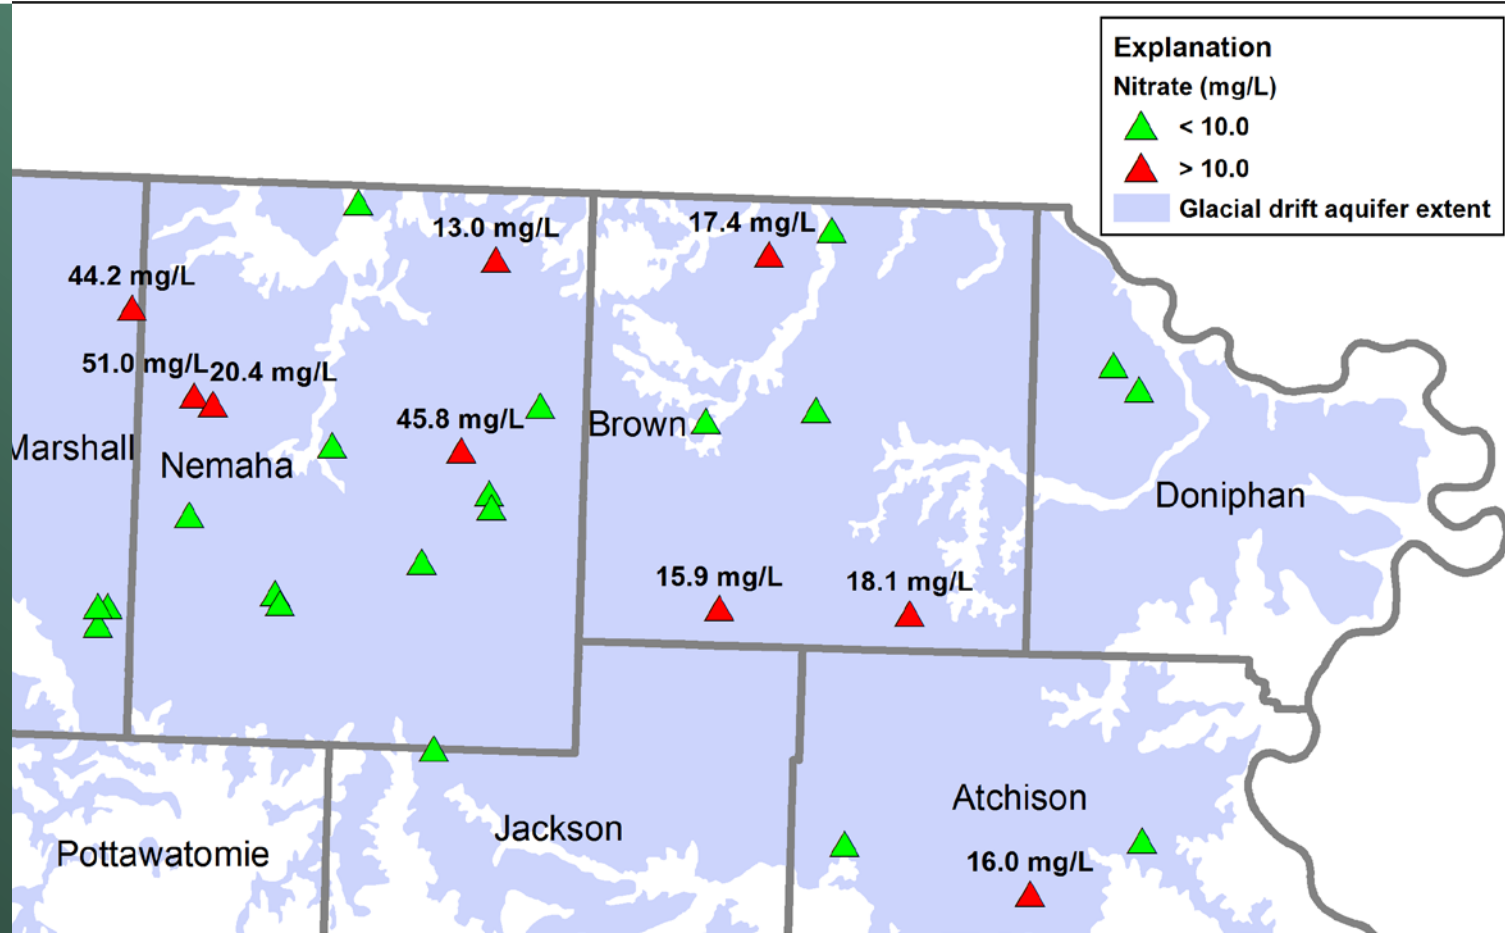 Explanation
Nitrate (mg/L)
< 10.0
> 10.0
Glacial drift aquifer extent
13.0 mg/L
17.4 mg/L
44.2 mg/L
51.0 mg/L
20.4 mg/L
45.8 mg/L
Brown
Marshall
Nemaha
Doniphan
15.9 mg/L
18.1 mg/L
Atchison
Jackson
Pottawatomie
16.0 mg/L